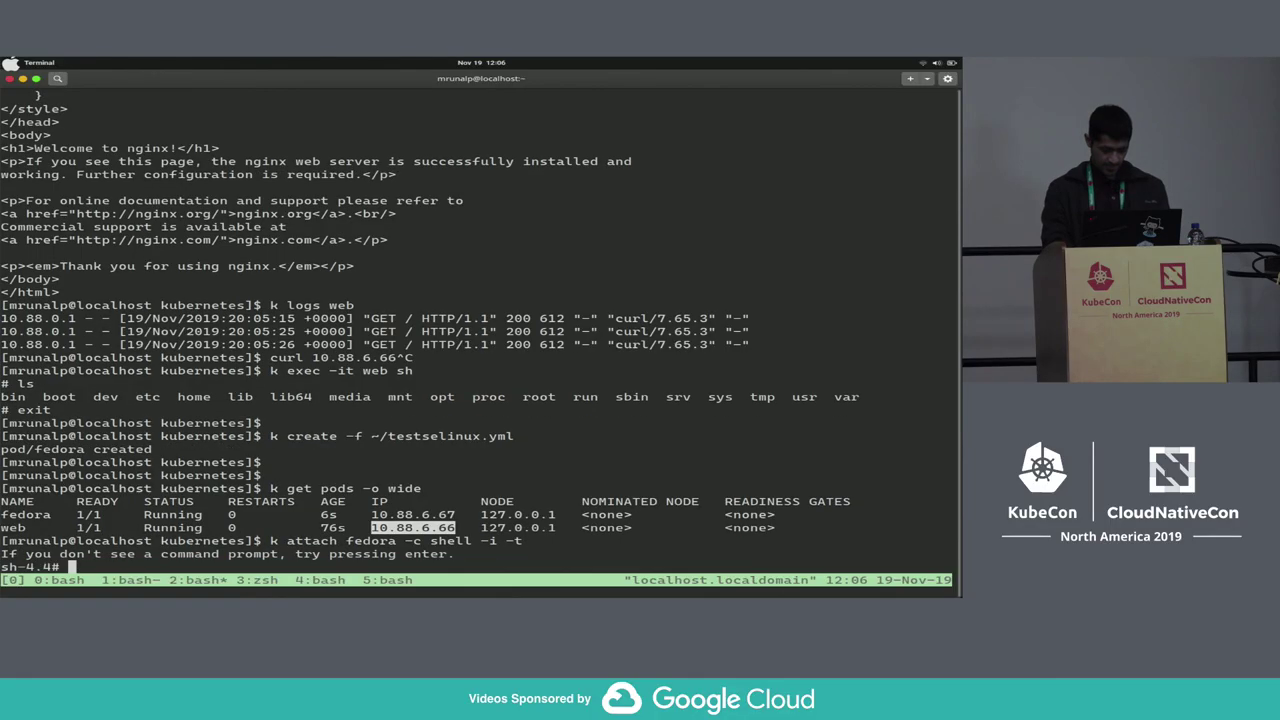 Terminal
Nov 19 12:06
mrunalp@localhost:~
}
</style>
</head>
<body>
<h1>Welcome to nginx!</h1>
<p>If you see this page, the nginx web server is successfully installed and
working. Further configuration is required.</p>
<p>For online documentation and support please refer to
<a href="http://nginx.org/">nginx.org</a>.<br/>
Commercial support is available at
<a href="http://nginx.com/">nginx.com</a>.</p>
<p><em>Thank you for using nginx.</em></p>
</body>
</html>
[mrunalp@localhost kubernetes]$ k logs web
10.88.0.1 - - [19/Nov/2019:20:05:15 +0000] "GET / HTTP/1.1" 200 612 "-" "curl/7.65.3" "-"
10.88.0.1 - - [19/Nov/2019:20:05:25 +0000] "GET / HTTP/1.1" 200 612 "-" "curl/7.65.3" "-"
10.88.0.1 - - [19/Nov/2019:20:05:26 +0000] "GET / HTTP/1.1" 200 612 "-" "curl/7.65.3" "-"
[mrunalp@localhost kubernetes]$ curl 10.88.6.66^C
[mrunalp@localhost kubernetes]$ k exec -it web sh
# ls
bin boot dev etc home lib lib64 media mnt opt proc root run sbin srv sys tmp usr var
# exit
[mrunalp@localhost kubernetes]$
[mrunalp@localhost kubernetes]$ k create -f ~/testselinux.yml
pod/fedora created
[mrunalp@localhost kubernetes]$
[mrunalp@localhost kubernetes]$
[mrunalp@localhost kubernetes]$ k get pods -o wide
NAME READY STATUS RESTARTS AGE IP NODE NOMINATED NODE READINESS GATES
fedora 1/1 Running 0 6s 10.88.6.67 127.0.0.1 <none> <none>
web 1/1 Running 0 76s 10.88.6.66 127.0.0.1 <none> <none>
[mrunalp@localhost kubernetes]$ k attach fedora -c shell -i -t
If you don't see a command prompt, try pressing enter.
sh-4.4#
[0] 0:bash 1:bash- 2:bash* 3:zsh 4:bash 5:bash "localhost.localdomain" 12:06 19-Nov-19
KubeCon CloudNativeCon
North America 2019
KubeCon CloudNativeCon
North America 2019
Videos Sponsored by Google Cloud